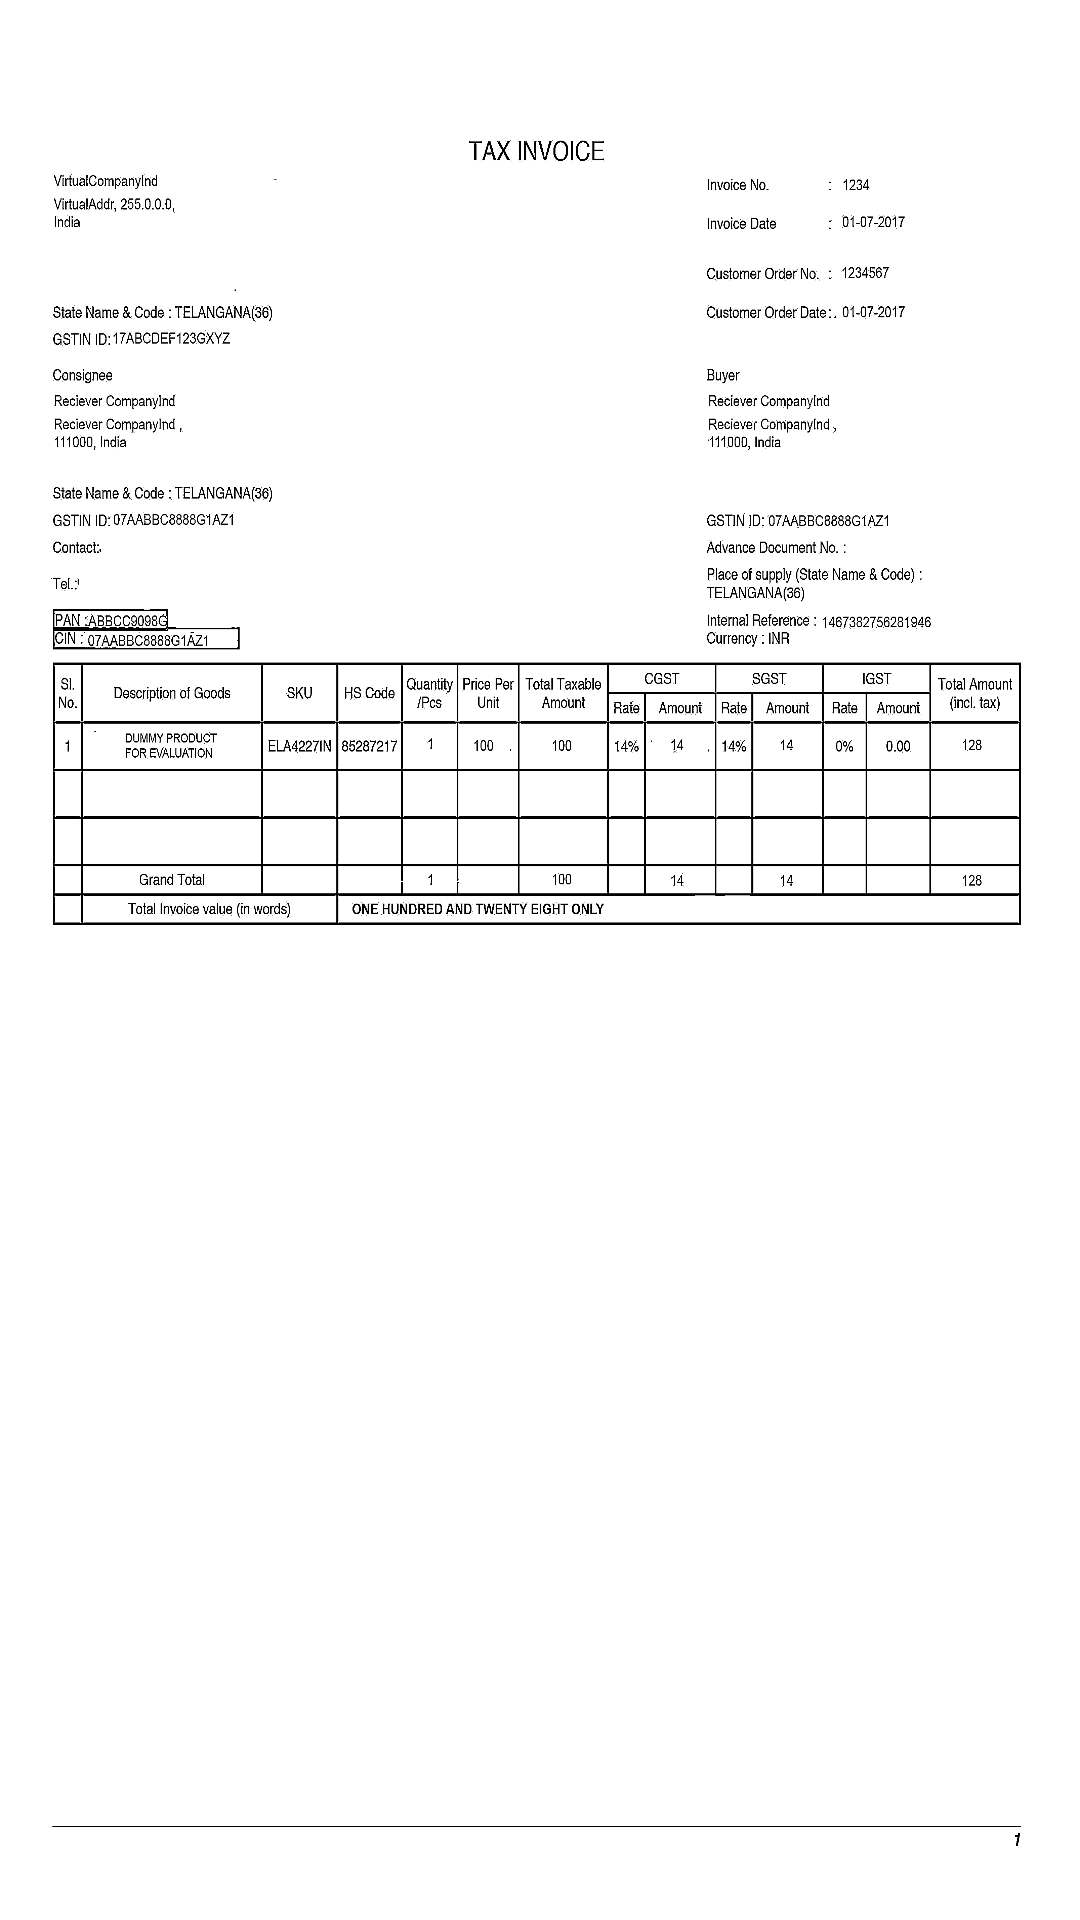 TAX INVOICE
VirtualCompanyInd
VirtualAddr, 255.0.0.0,
India
Invoice No. : 1234
Invoice Date : 01-07-2017
Customer Order No. : 1234567
Customer Order Date : 01-07-2017
State Name & Code : TELANGANA(36)
GSTIN ID: 17ABCDEF123GXYZ
Consignee
Reciever CompanyInd
Reciever CompanyInd ,
111000, India
Buyer
Reciever CompanyInd
Reciever CompanyInd ,
111000, India
State Name & Code : TELANGANA(36)
GSTIN ID: 07AABBC8888G1AZ1
Contact:
Tel.:
PAN :ABBCC9098G
CIN : 07AABBC8888G1AZ1
GSTIN ID: 07AABBC8888G1AZ1
Advance Document No. :
Place of supply (State Name & Code) :
TELANGANA(36)
Internal Reference : 1467382756281946
Currency : INR
Sl. No. Description of Goods SKU HS Code Quantity /Pcs Price Per Unit Total Taxable Amount CGST SGST IGST Total Amount (incl. tax)
Rate Amount Rate Amount Rate Amount
1 DUMMY PRODUCT FOR EVALUATION ELA4227IN 85287217 1 100 100 14% 14 14% 14 0% 0.00 128
Grand Total 1 100 14 14 128
Total Invoice value (in words) ONE HUNDRED AND TWENTY EIGHT ONLY
1